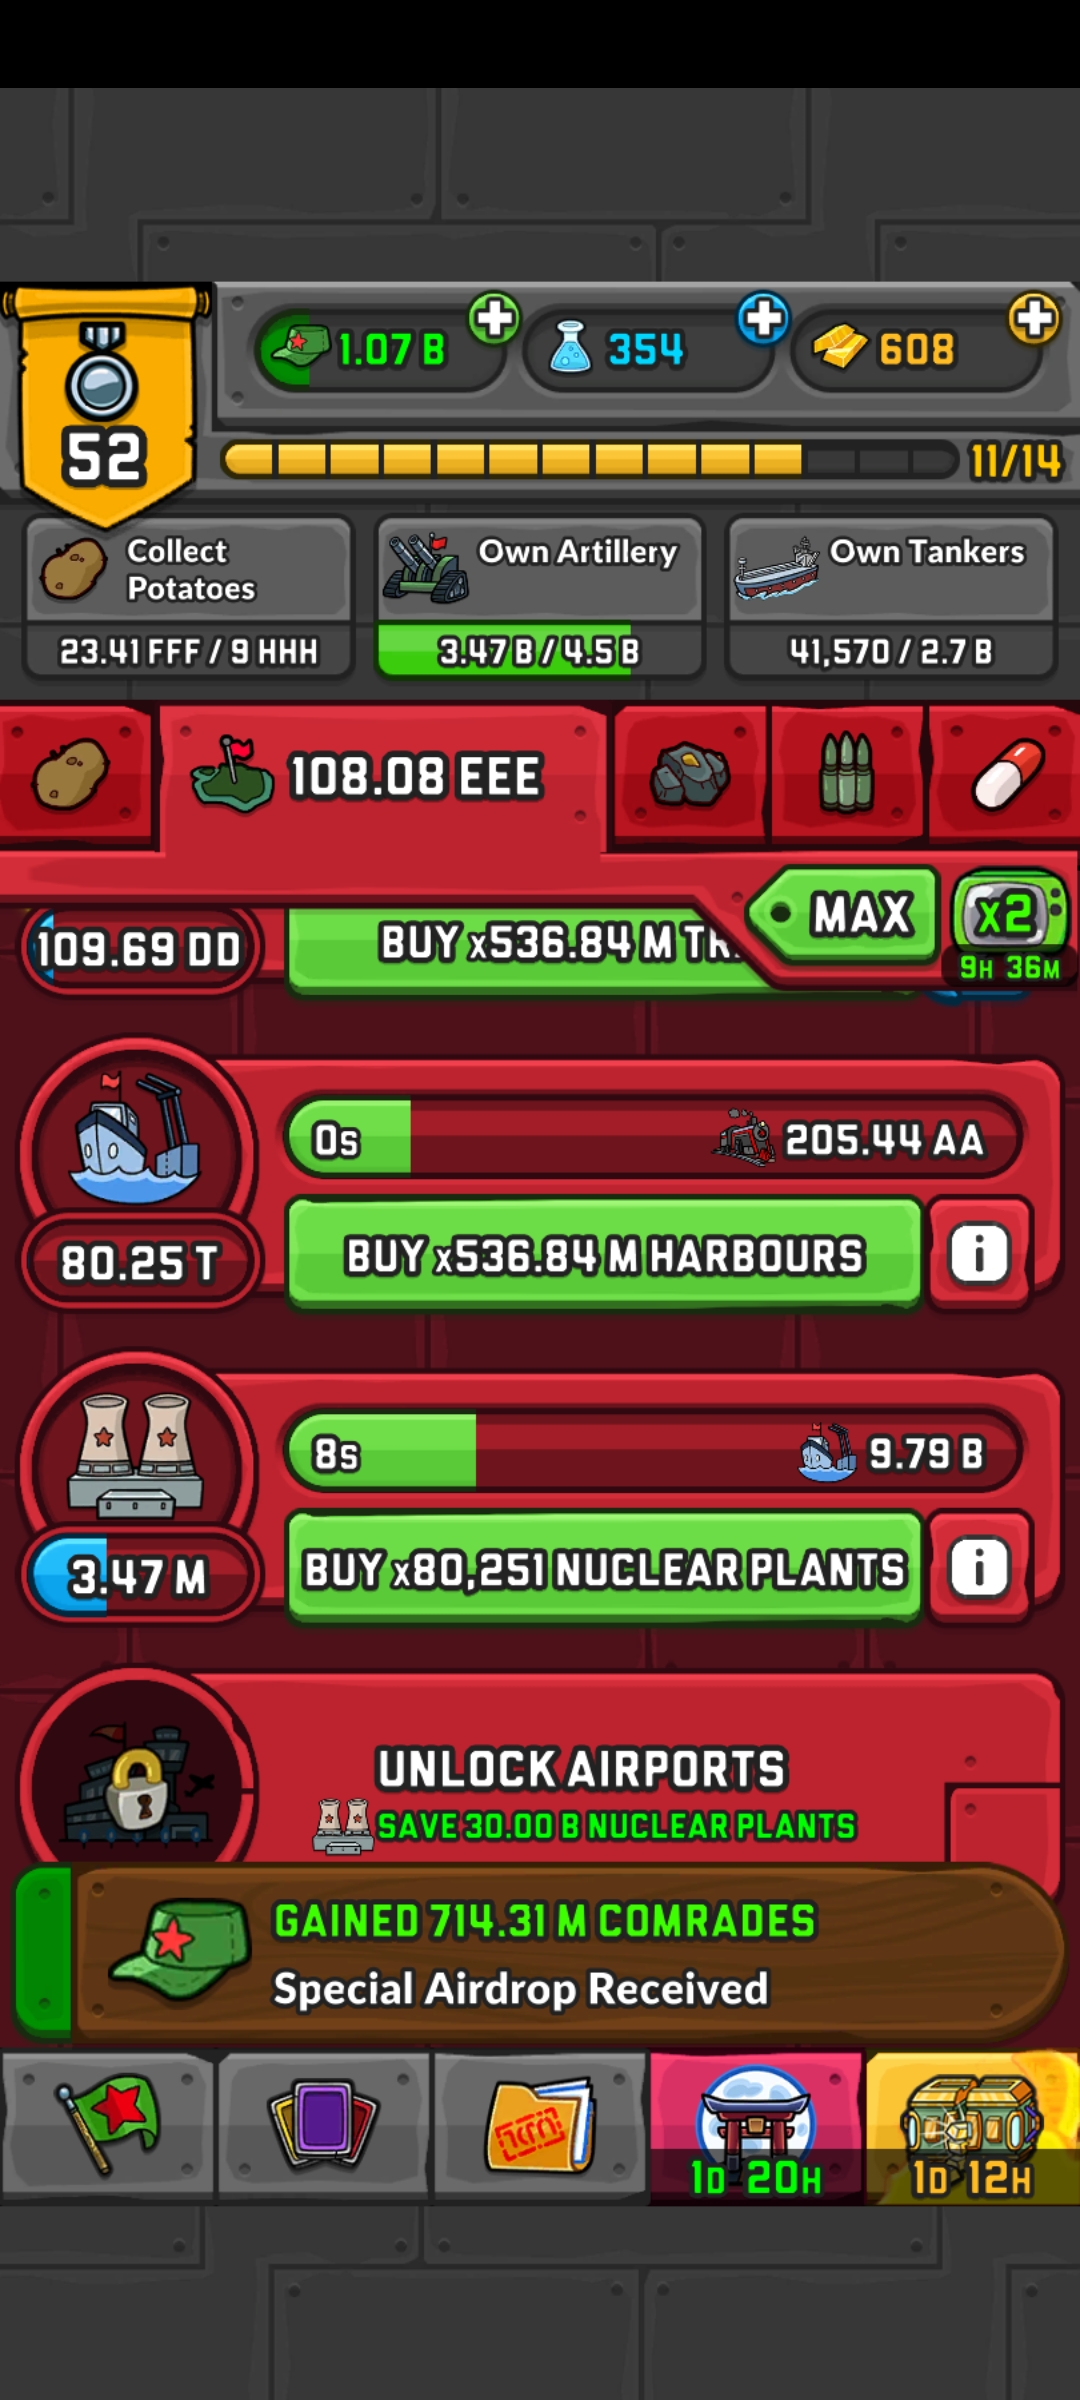 1.07 B
354
608
52
11/14
Collect
Potatoes
23.41 FFF / 9 HHH
Own Artillery
3.47 B / 4.5 B
Own Tankers
41,570 / 2.7 B
108.08 EEE
MAX
x2
9H 36M
109.69 DD
BUY x536.84 M TR.
0s
205.44 AA
80.25 T
BUY x536.84 M HARBOURS
i
8s
9.79 B
3.47 M
BUY x80,251 NUCLEAR PLANTS
i
UNLOCK AIRPORTS
SAVE 30.00 B NUCLEAR PLANTS
GAINED 714.31 M COMRADES
Special Airdrop Received
1D 20H
1D 12H